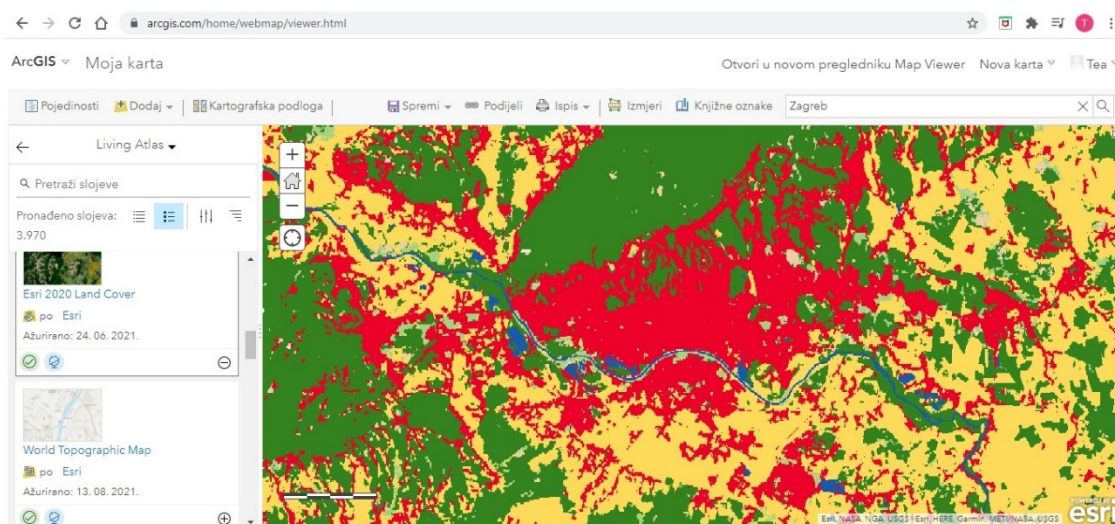 arcgis.com/home/webmap/viewer.html
T
ArcGIS Moja karta
Otvori u novom pregledniku Map Viewer Nova karta Tea
Pojedinosti Dodaj Kartografska podloga Spremi Podijeli Ispis Izmjeri Knjižne oznake Zagreb
Living Atlas
Pretraži slojeve
Pronađeno slojeva:
3.970
Esri 2020 Land Cover
po Esri
Ažurirano: 24. 06. 2021.
World Topographic Map
po Esri
Ažurirano: 13. 08. 2021.
Esri, NASA, NGA, USGS | Esri, HERE, Garmin, METI/NASA, USGS
esri